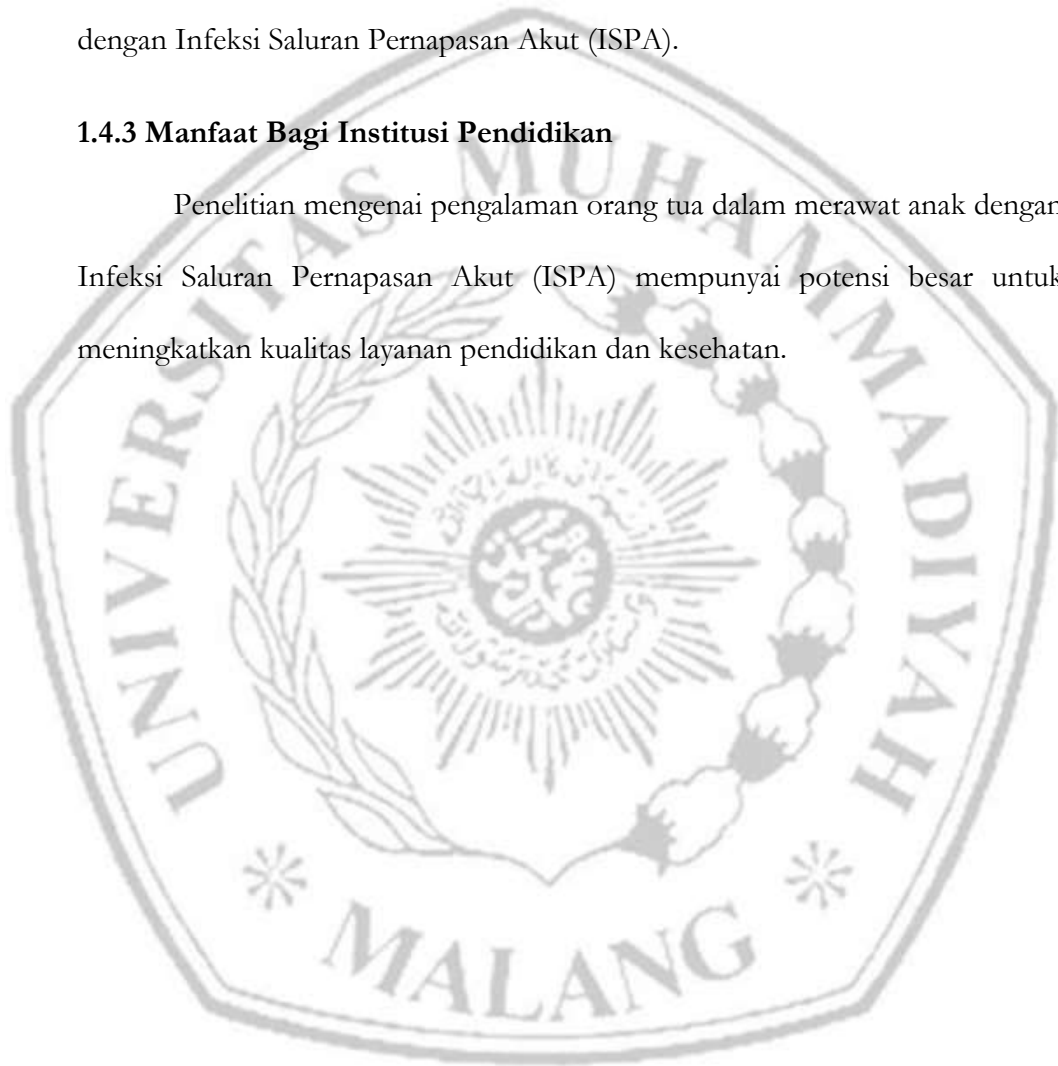 dengan Infeksi Saluran Pernapasan Akut (ISPA).
1.4.3 Manfaat Bagi Institusi Pendidikan
Penelitian mengenai pengalaman orang tua dalam merawat anak dengan
Infeksi Saluran Pernapasan Akut (ISPA) mempunyai potensi besar untuk
meningkatkan kualitas layanan pendidikan dan kesehatan.
UNIVERSITAS MUHAMMADIYAH
MALANG